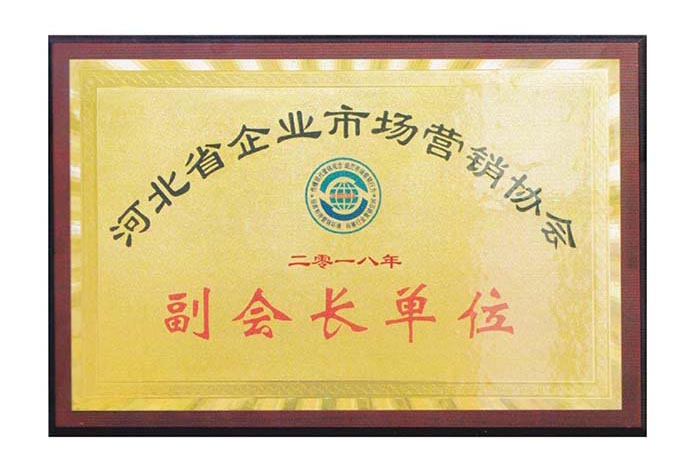 河北省企业市场营销协会
二零一八年
副会长单位